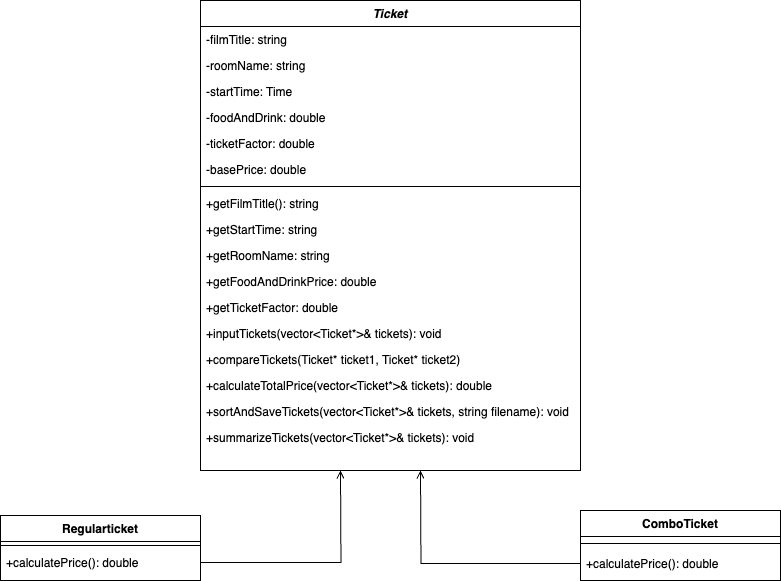 Ticket
-filmTitle: string
-roomName: string
-startTime: Time
-foodAndDrink: double
-ticketFactor: double
-basePrice: double
+getFilmTitle(): string
+getStartTime: string
+getRoomName: string
+getFoodAndDrinkPrice: double
+getTicketFactor: double
+inputTickets(vector<Ticket*>& tickets): void
+compareTickets(Ticket* ticket1, Ticket* ticket2)
+calculateTotalPrice(vector<Ticket*>& tickets): double
+sortAndSaveTickets(vector<Ticket*>& tickets, string filename): void
+summarizeTickets(vector<Ticket*>& tickets): void
Regularticket
+calculatePrice(): double
ComboTicket
+calculatePrice(): double